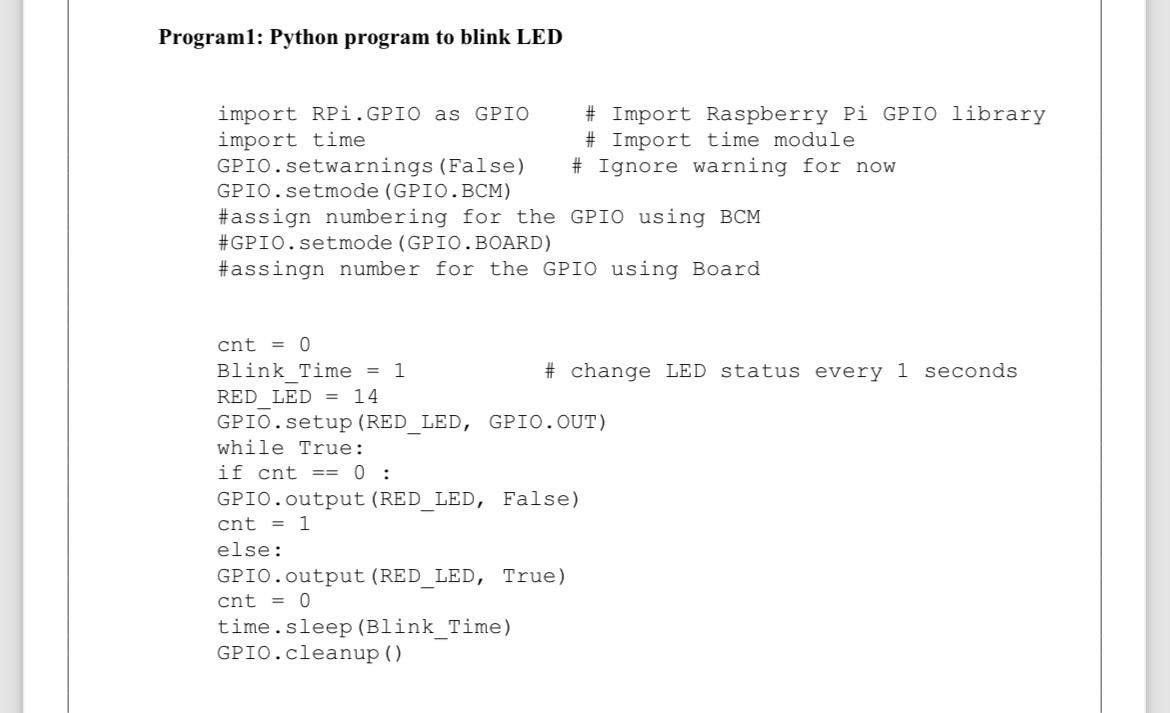 Program1: Python program to blink LED
import RPi.GPIO as GPIO    # Import Raspberry Pi GPIO library
import time                # Import time module
GPIO.setwarnings(False)   # Ignore warning for now
GPIO.setmode(GPIO.BCM)
#assign numbering for the GPIO using BCM
#GPIO.setmode(GPIO.BOARD)
#assingn number for the GPIO using Board
cnt = 0
Blink_Time = 1          # change LED status every 1 seconds
RED_LED = 14
GPIO.setup(RED_LED, GPIO.OUT)
while True:
if cnt == 0 :
GPIO.output(RED_LED, False)
cnt = 1
else:
GPIO.output(RED_LED, True)
cnt = 0
time.sleep(Blink_Time)
GPIO.cleanup()